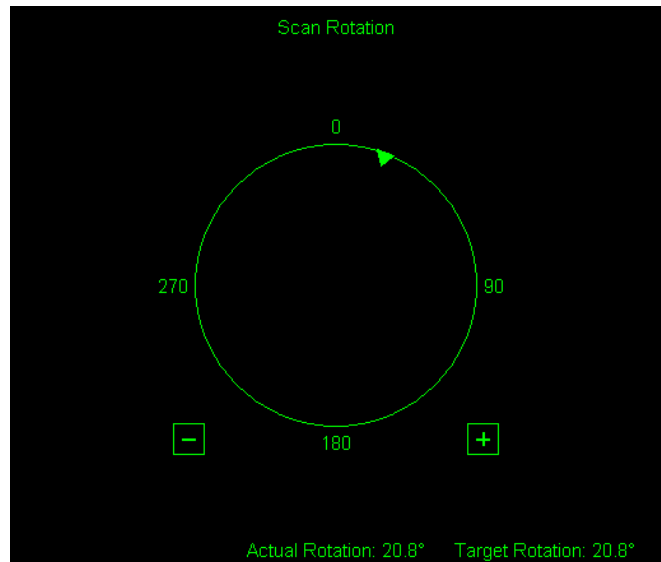 Scan Rotation
0
270
90
− +
180
Actual Rotation: 20.8° Target Rotation: 20.8°